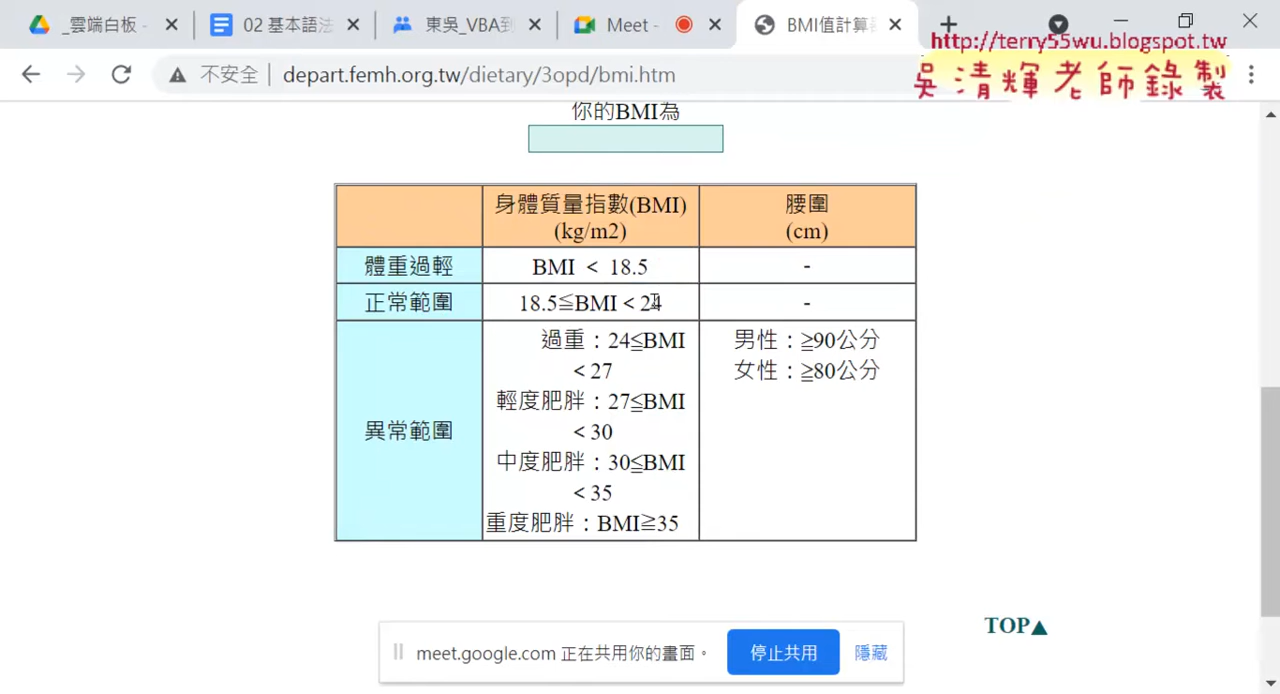 _雲端白板 -
02 基本語法
東吳_VBA到
Meet -
BMI值計算
http://terry55wu.blogspot.tw
不安全
depart.femh.org.tw/dietary/3opd/bmi.htm
吳清輝老師錄製
你的BMI為
身體質量指數(BMI)
(kg/m2)
腰圍
(cm)
體重過輕
BMI < 18.5
-
正常範圍
18.5≦BMI < 24
-
異常範圍
過重：24≦BMI
< 27
輕度肥胖：27≦BMI
< 30
中度肥胖：30≦BMI
< 35
重度肥胖：BMI≧35
男性：≧90公分
女性：≧80公分
TOP▲
meet.google.com 正在共用你的畫面。
停止共用
隱藏